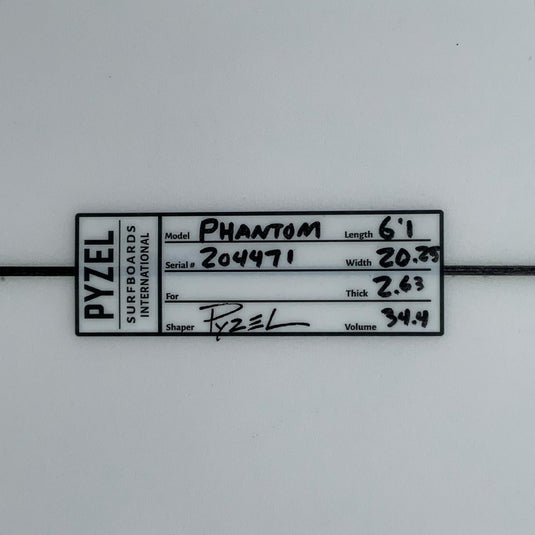 PYZEL
SURFBOARDS
INTERNATIONAL
Model PHANTOM Length 6'1
Serial # 204471 Width 20.25
For Thick 2.63
Shaper PYZEL Volume 34.4